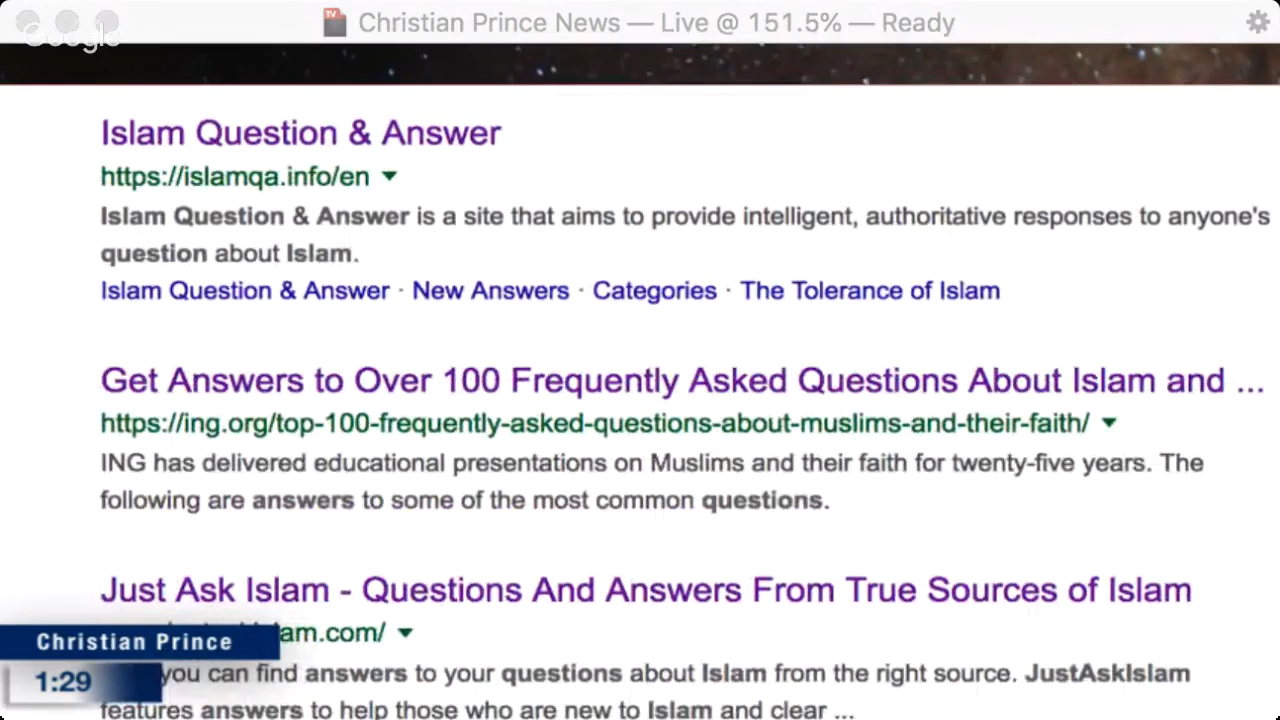 Google
Christian Prince News — Live @ 151.5% — Ready
Islam Question & Answer
https://islamqa.info/en
Islam Question & Answer is a site that aims to provide intelligent, authoritative responses to anyone's
question about Islam.
Islam Question & Answer · New Answers · Categories · The Tolerance of Islam
Get Answers to Over 100 Frequently Asked Questions About Islam and ...
https://ing.org/top-100-frequently-asked-questions-about-muslims-and-their-faith/
ING has delivered educational presentations on Muslims and their faith for twenty-five years. The
following are answers to some of the most common questions.
Just Ask Islam - Questions And Answers From True Sources of Islam
am.com/
Christian Prince
1:29
you can find answers to your questions about Islam from the right source. JustAskIslam
features answers to help those who are new to Islam and clear ...